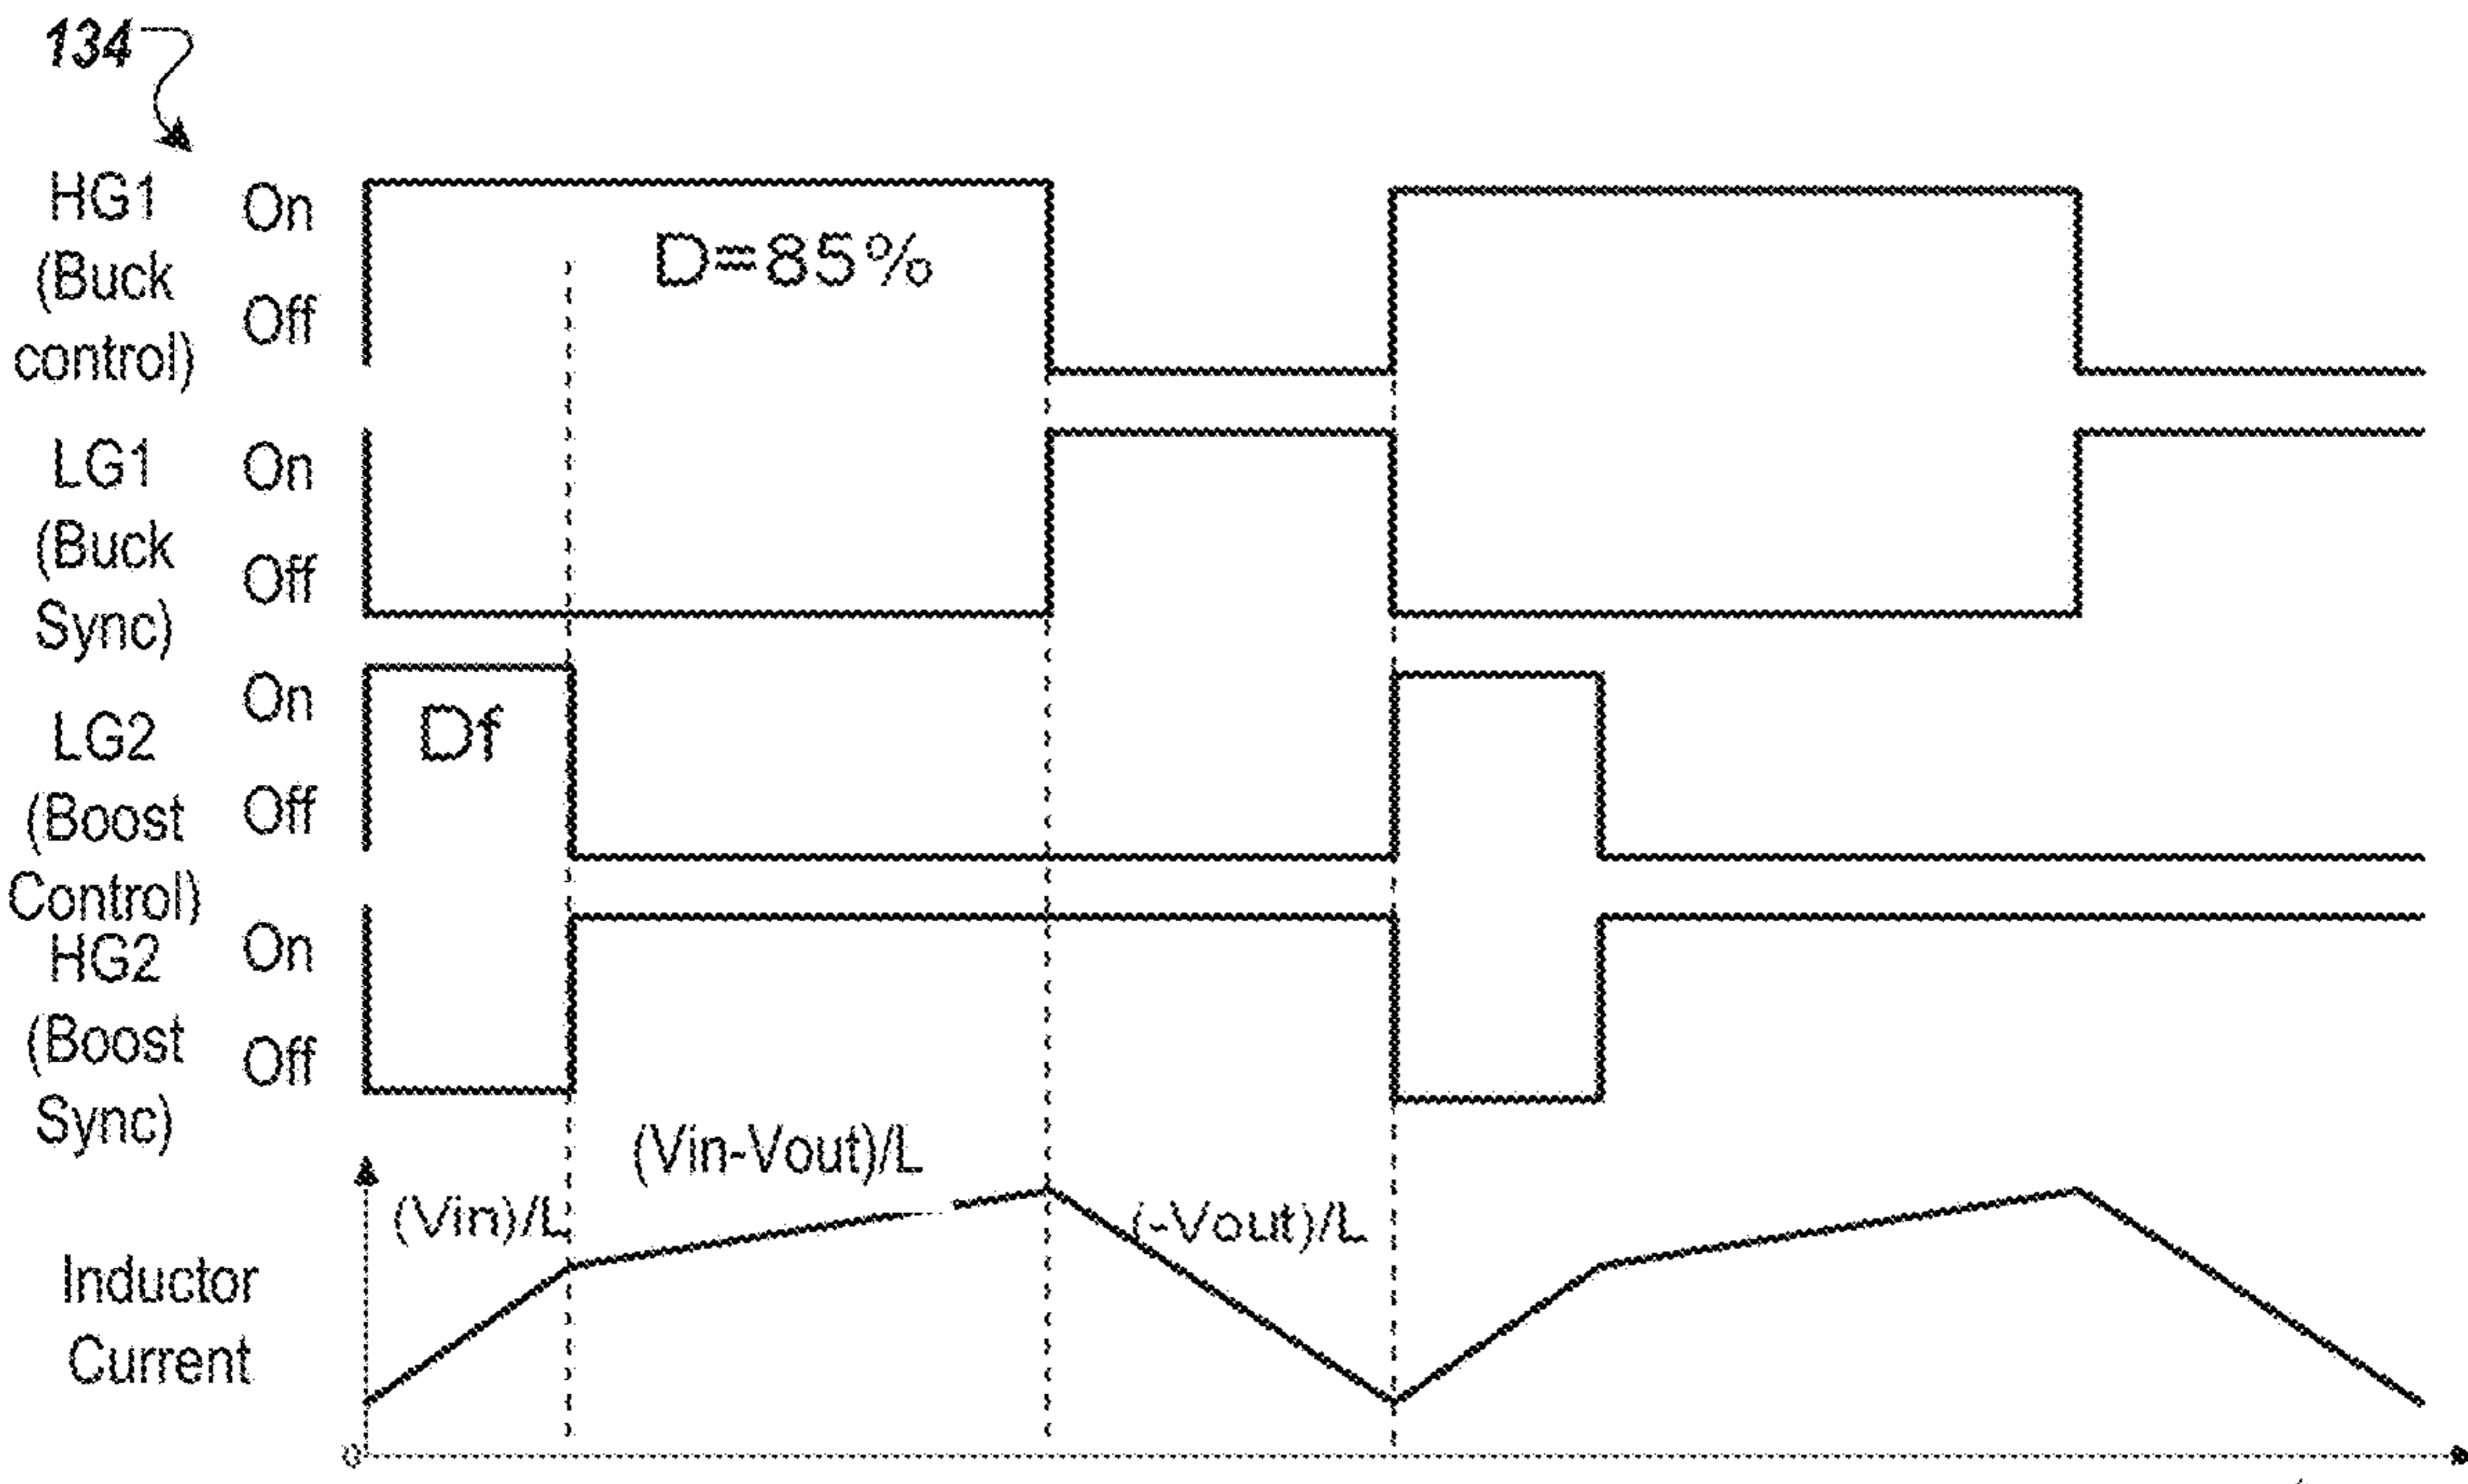 134
HG1
(Buck
control)
On
Off
D=85%
LG1
(Buck
Sync)
On
Off
LG2
(Boost
Control)
On
Off
Df
HG2
(Boost
Sync)
On
Off
(Vin)/L
(Vin-Vout)/L
(-Vout)/L
Inductor
Current